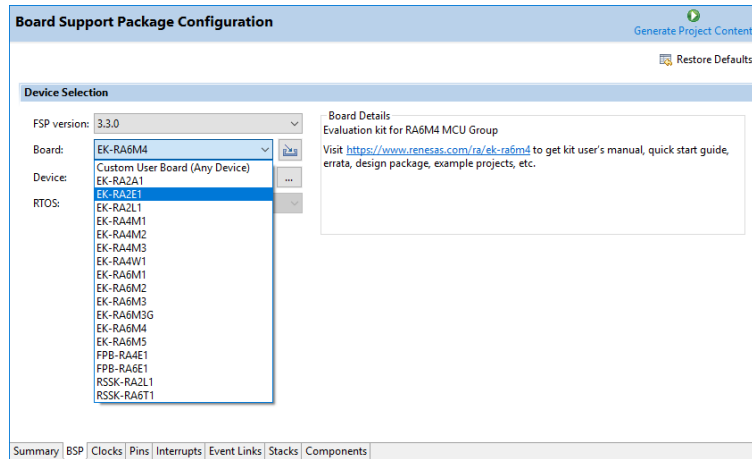 Board Support Package Configuration
Generate Project Content
Restore Defaults
Device Selection
FSP version: 3.3.0
Board: EK-RA6M4
Custom User Board (Any Device)
EK-RA2A1
EK-RA2E1
EK-RA2L1
EK-RA4M1
EK-RA4M2
EK-RA4M3
EK-RA4W1
EK-RA6M1
EK-RA6M2
EK-RA6M3
EK-RA6M3G
EK-RA6M4
EK-RA6M5
FPB-RA4E1
FPB-RA6E1
RSSK-RA2L1
RSSK-RA6T1
Device: ...
RTOS:
Board Details
Evaluation kit for RA6M4 MCU Group
Visit https://www.renesas.com/ra/ek-ra6m4 to get kit user's manual, quick start guide,
errata, design package, example projects, etc.
Summary BSP Clocks Pins Interrupts Event Links Stacks Components